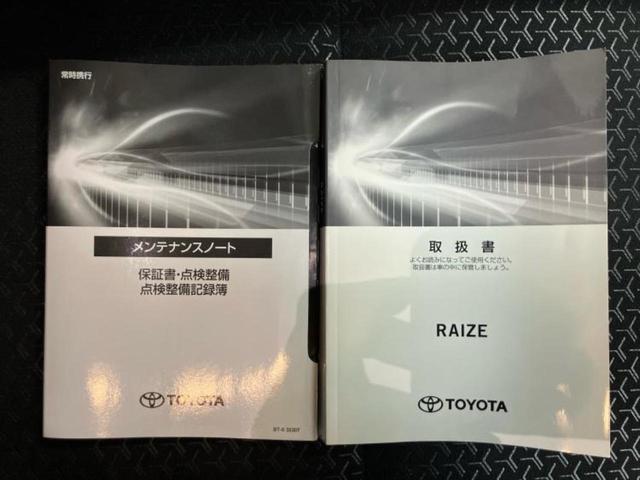 常時携行
メンテナンスノート
保証書・点検整備
点検整備記録簿
TOYOTA
取扱書
よくお読みになってご使用ください。
取扱書は車の中に保管しましょう。
RAIZE
TOYOTA